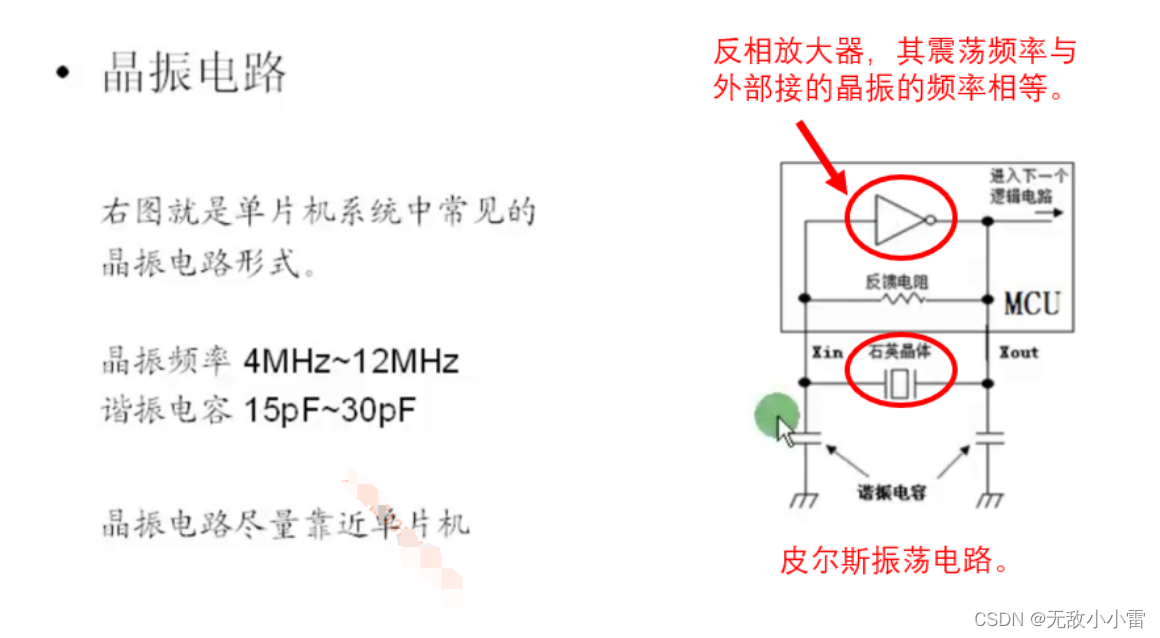 • 晶振电路
右图就是单片机系统中常见的
晶振电路形式。
晶振频率 4MHz~12MHz
谐振电容 15pF~30pF
晶振电路尽量靠近单片机
反相放大器，其震荡频率与
外部接的晶振的频率相等。
进入下一个
逻辑电路
反馈电阻
MCU
Xin
石英晶体
Xout
谐振电容
皮尔斯振荡电路。
CSDN @无敌小小雷